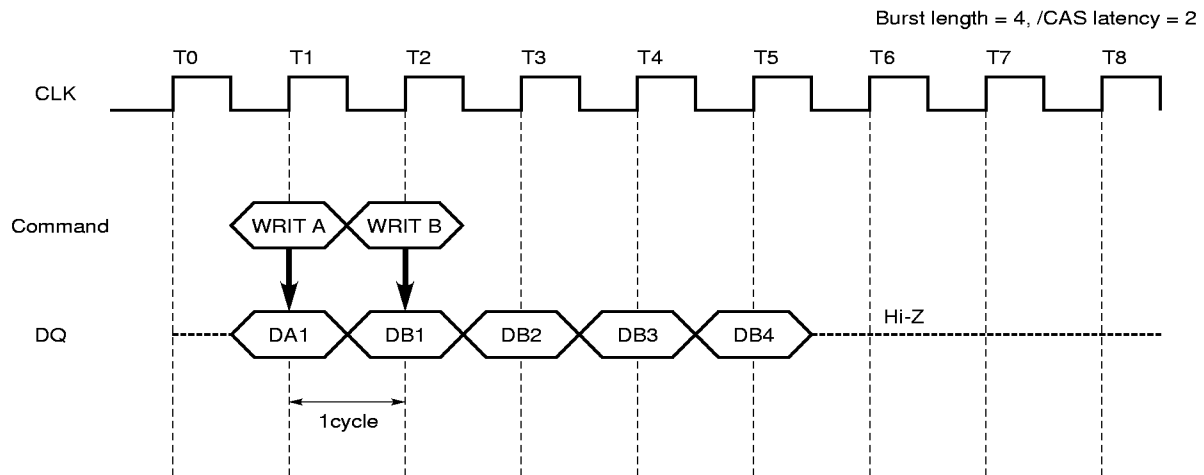 Burst length = 4, /CAS latency = 2
T0 T1 T2 T3 T4 T5 T6 T7 T8
CLK
Command WRIT A WRIT B
Hi-Z
DQ DA1 DB1 DB2 DB3 DB4
1cycle